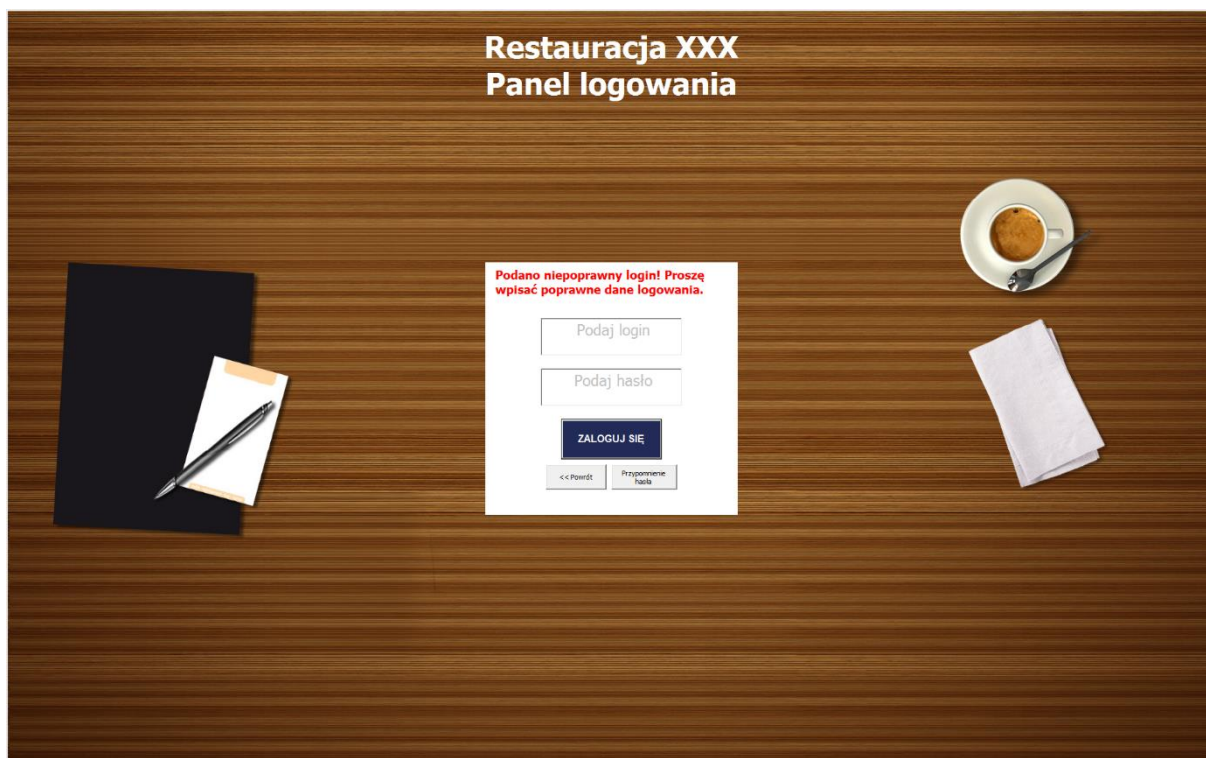 Restauracja XXX
Panel logowania
Podano niepoprawny login! Proszę
wpisać poprawne dane logowania.
Podaj login
Podaj hasło
ZALOGUJ SIĘ
<< Powrót
Przypomnienie
hasła